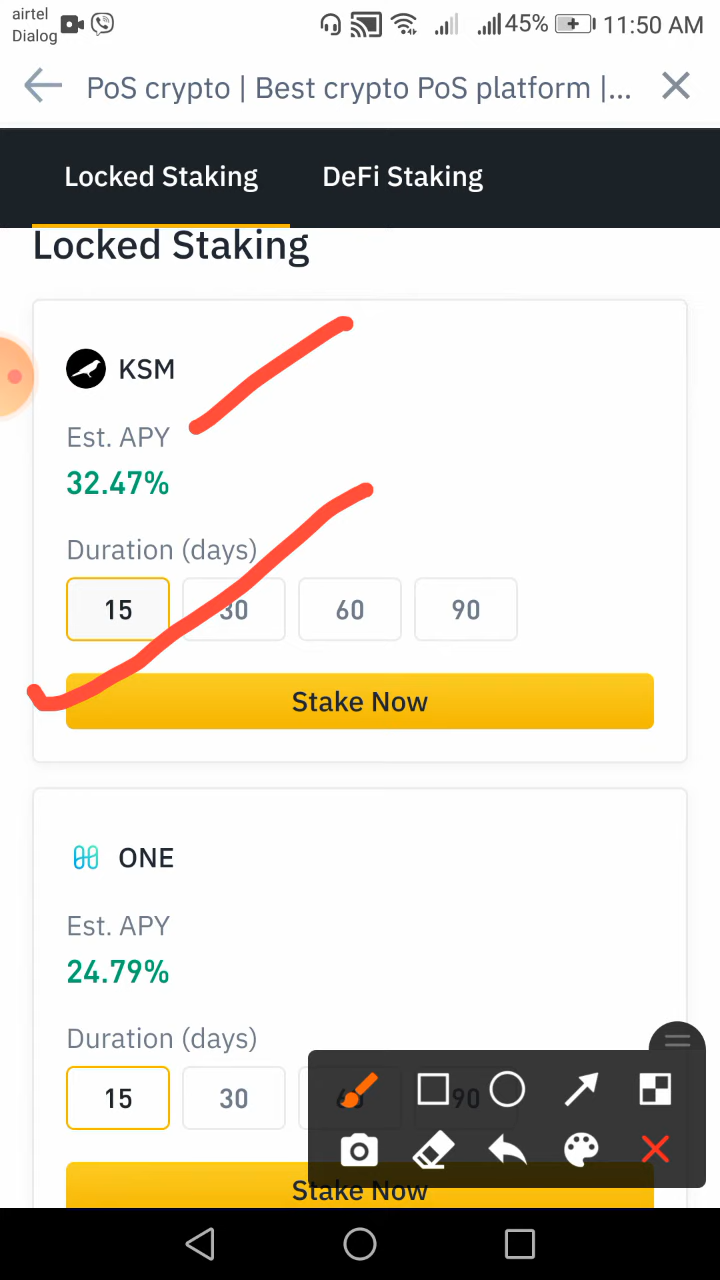 airtel
Dialog
45% 11:50 AM
PoS crypto | Best crypto PoS platform |...
Locked Staking DeFi Staking
Locked Staking
KSM
Est. APY
32.47%
Duration (days)
15 30 60 90
Stake Now
ONE
Est. APY
24.79%
Duration (days)
15 30 60 90
Stake Now